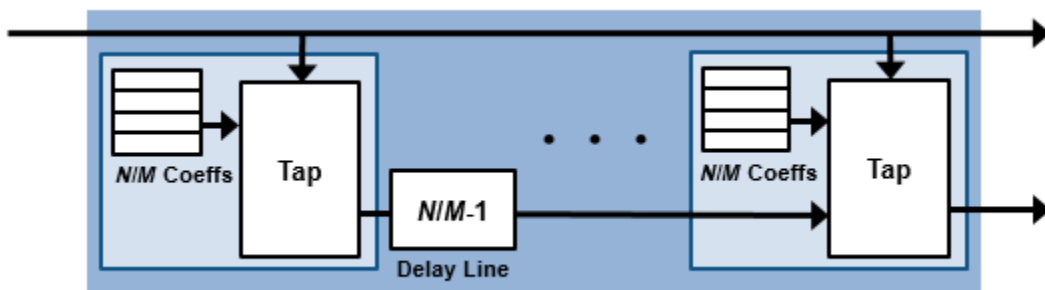 N/M Coeffs
Tap
N/M-1
Delay Line
. . .
N/M Coeffs
Tap